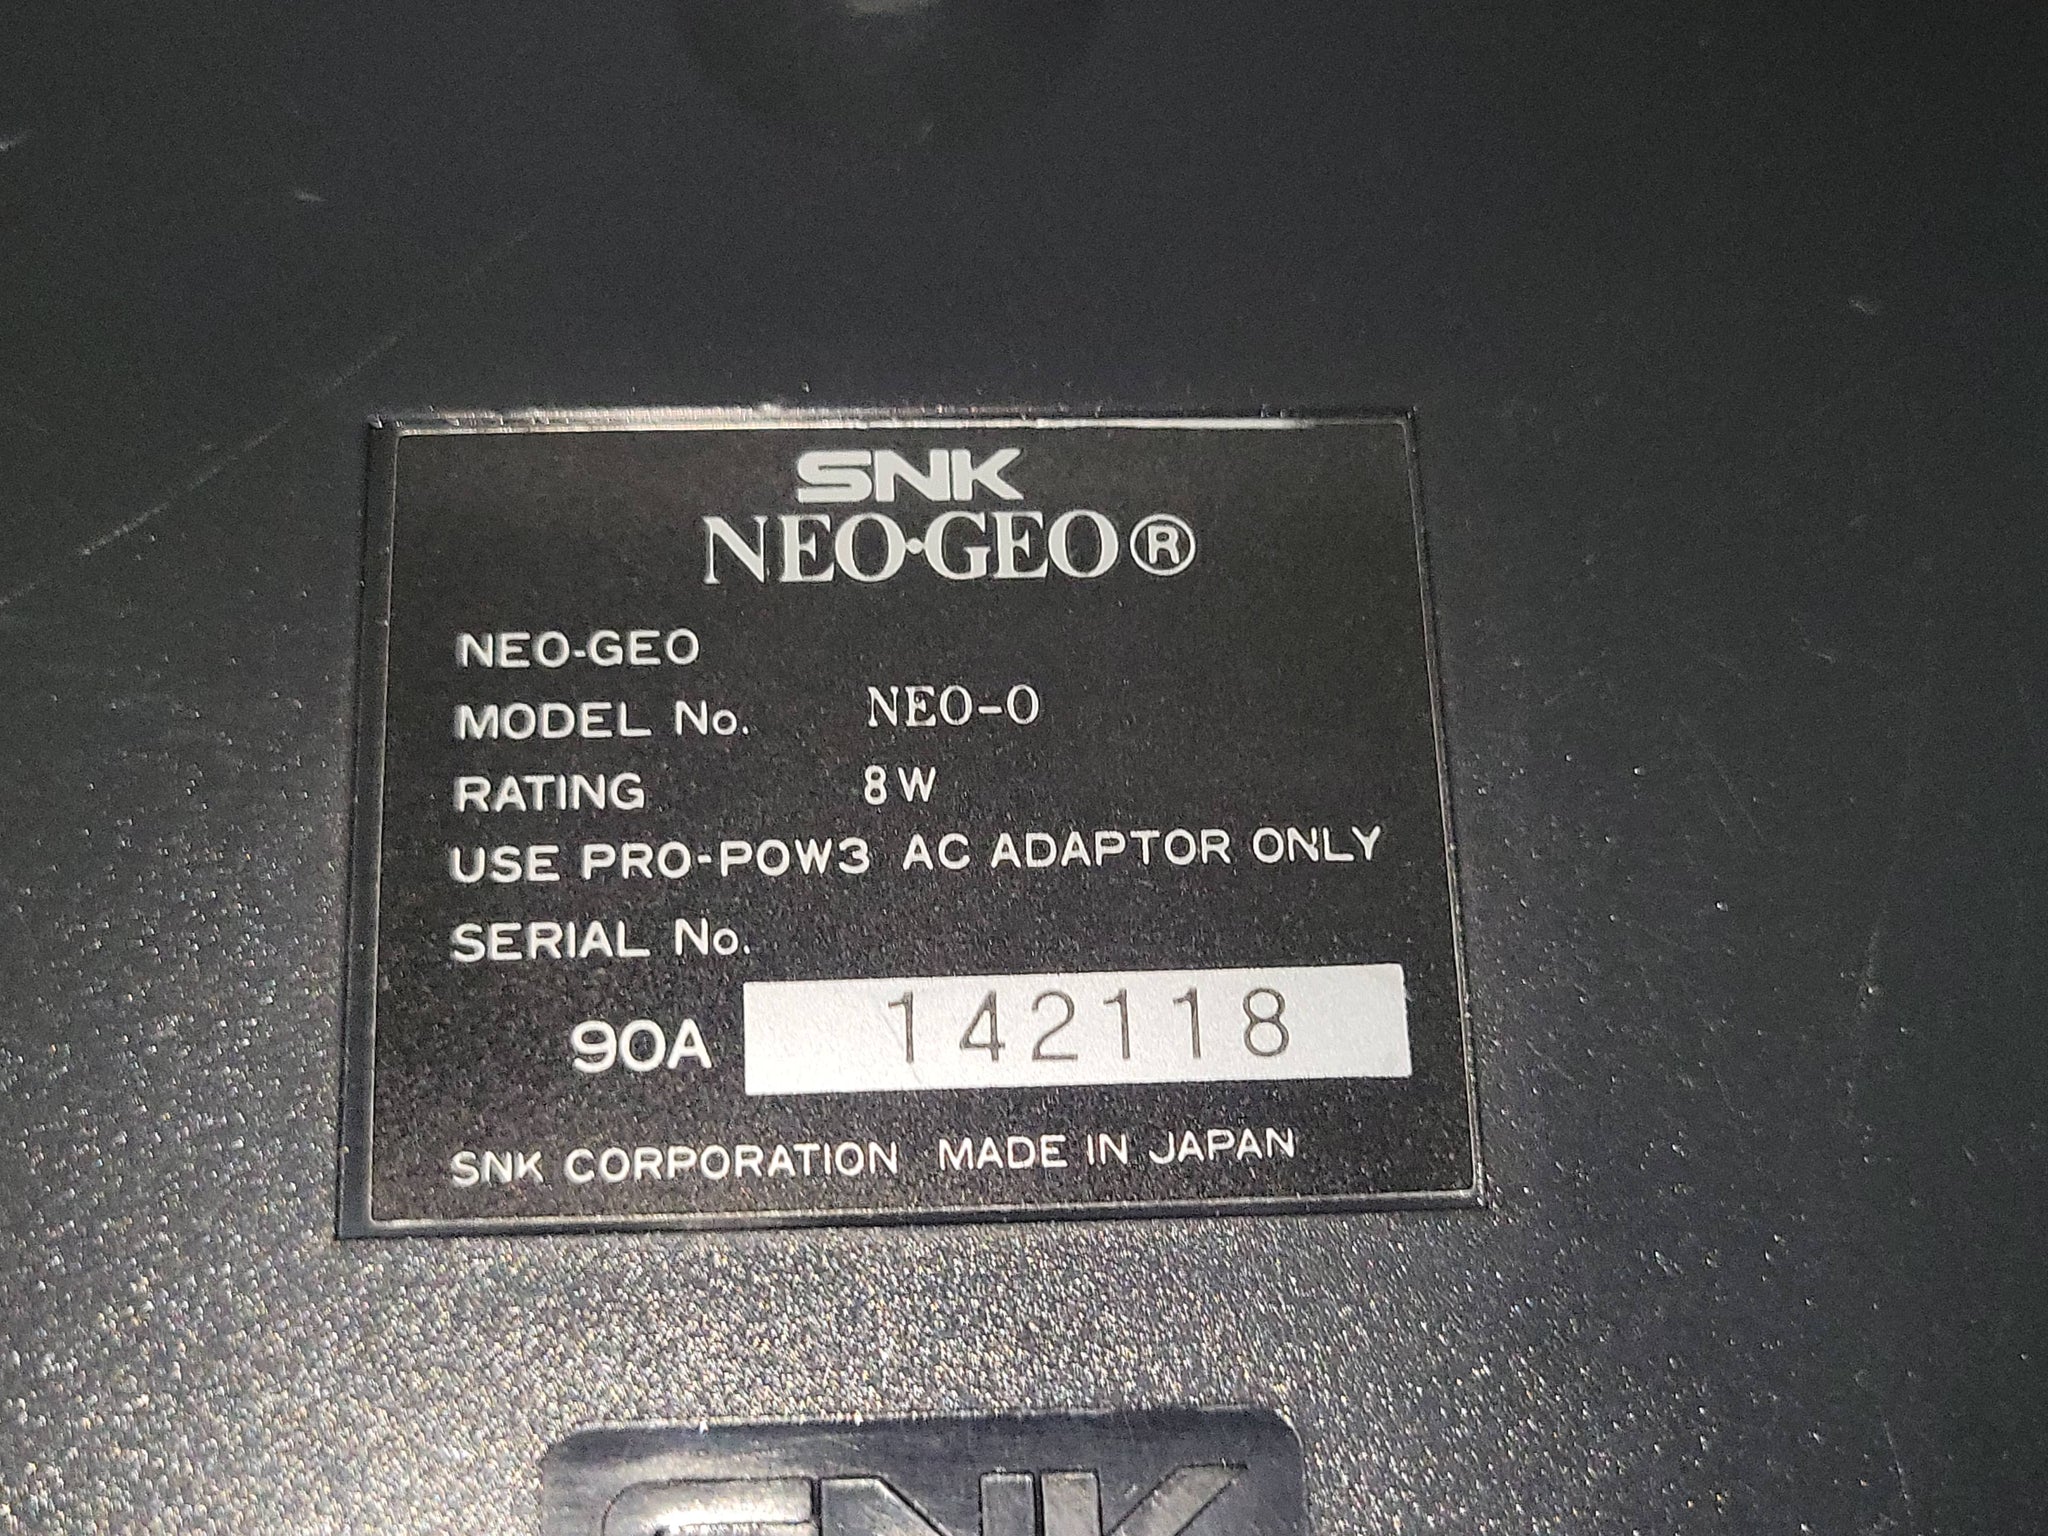 SNK
NEO·GEO®
NEO-GEO
MODEL No. NEO-O
RATING 8W
USE PRO-POW3 AC ADAPTOR ONLY
SERIAL No.
90A 142118
SNK CORPORATION MADE IN JAPAN
SNK